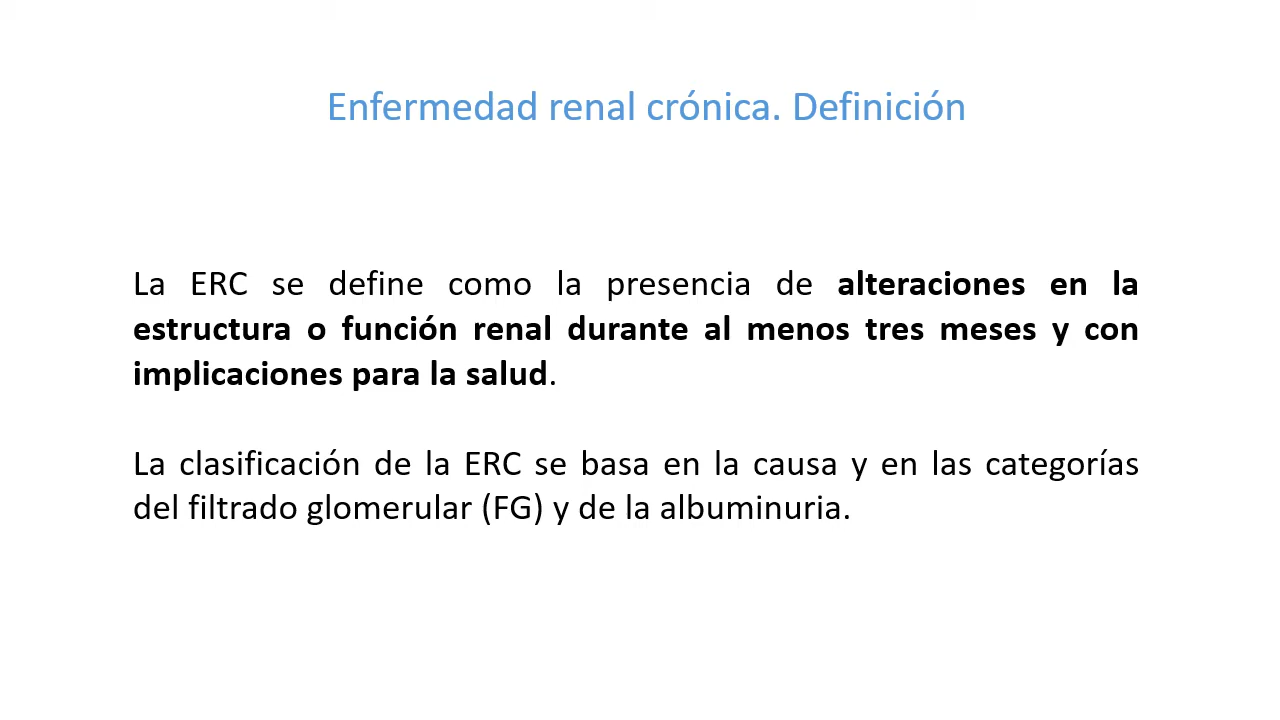 Enfermedad renal crónica. Definición
La ERC se define como la presencia de alteraciones en la
estructura o función renal durante al menos tres meses y con
implicaciones para la salud.
La clasificación de la ERC se basa en la causa y en las categorías
del filtrado glomerular (FG) y de la albuminuria.